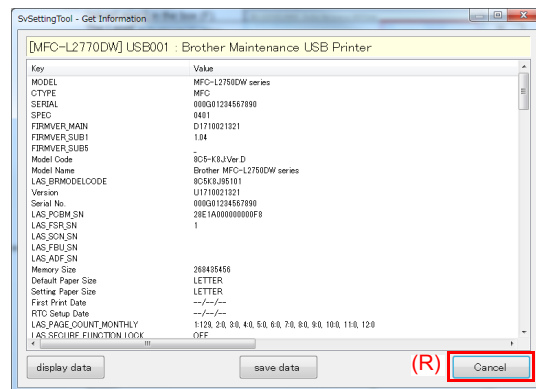 SvSettingTool - Get Information
[MFC-L2770DW] USB001 : Brother Maintenance USB Printer
Key Value
MODEL MFC-L2750DW series
CTYPE MFC
SERIAL 000G01234567890
SPEC 0401
FIRMVER_MAIN D1710021321
FIRMVER_SUB1 1.04
FIRMVER_SUB5 _
Model Code 8C5-K8J:Ver.D
Model Name Brother MFC-L2750DW series
LAS_BRMODELCODE 8C5K8J95101
Version U1710021321
Serial No. 000G01234567890
LAS_PCBM_SN 28E1A000000000F8
LAS_FSR_SN 1
LAS_SCN_SN
LAS_FBU_SN
LAS_ADF_SN
Memory Size 268435456
Default Paper Size LETTER
Setting Paper Size LETTER
First Print Date --/--/--
RTC Setup Date --/--/--
LAS_PAGE_COUNT_MONTHLY 1:129, 2:0, 3:0, 4:0, 5:0, 6:0, 7:0, 8:0, 9:0, 10:0, 11:0, 12:0
LAS SECURE FUNCTION LOCK OFF
display data save data (R) Cancel